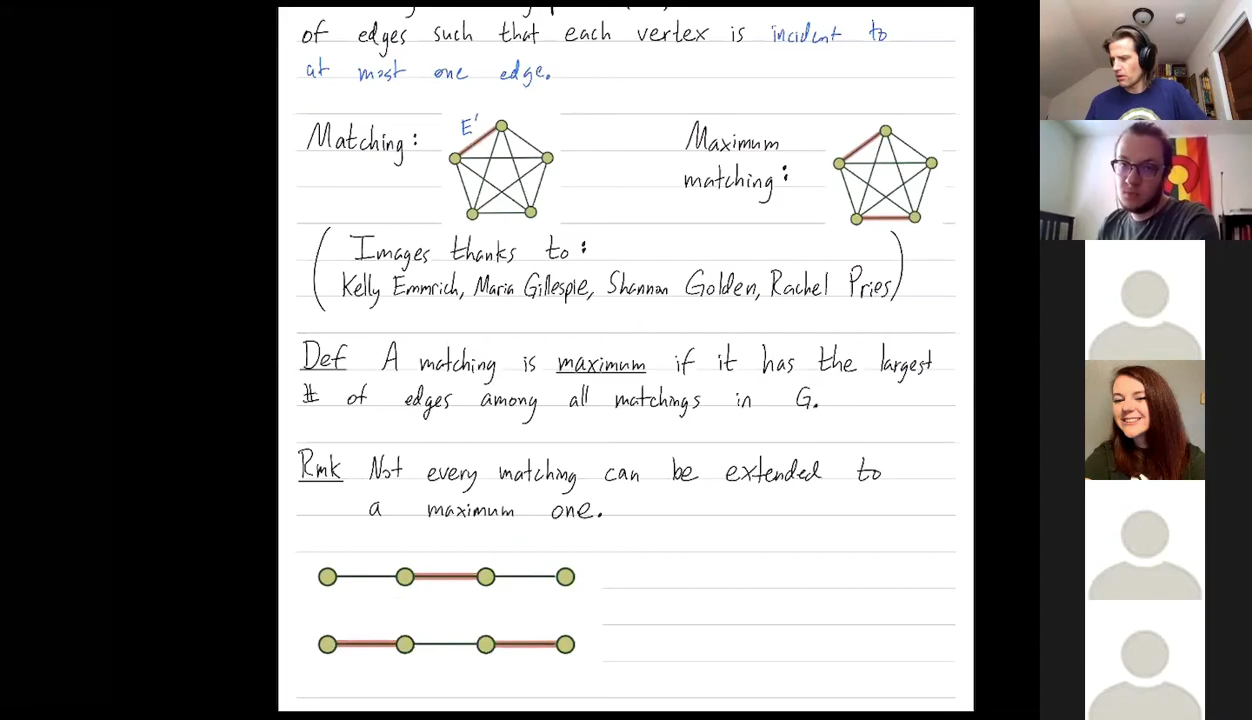 of edges such that each vertex is incident to
at most one edge.
Matching:
E'
Maximum
matching:
(Images thanks to:
Kelly Emmrich, Maria Gillespie, Shannon Golden, Rachel Pries)
Def A matching is maximum if it has the largest
# of edges among all matchings in G.
Rmk Not every matching can be extended to
a maximum one.